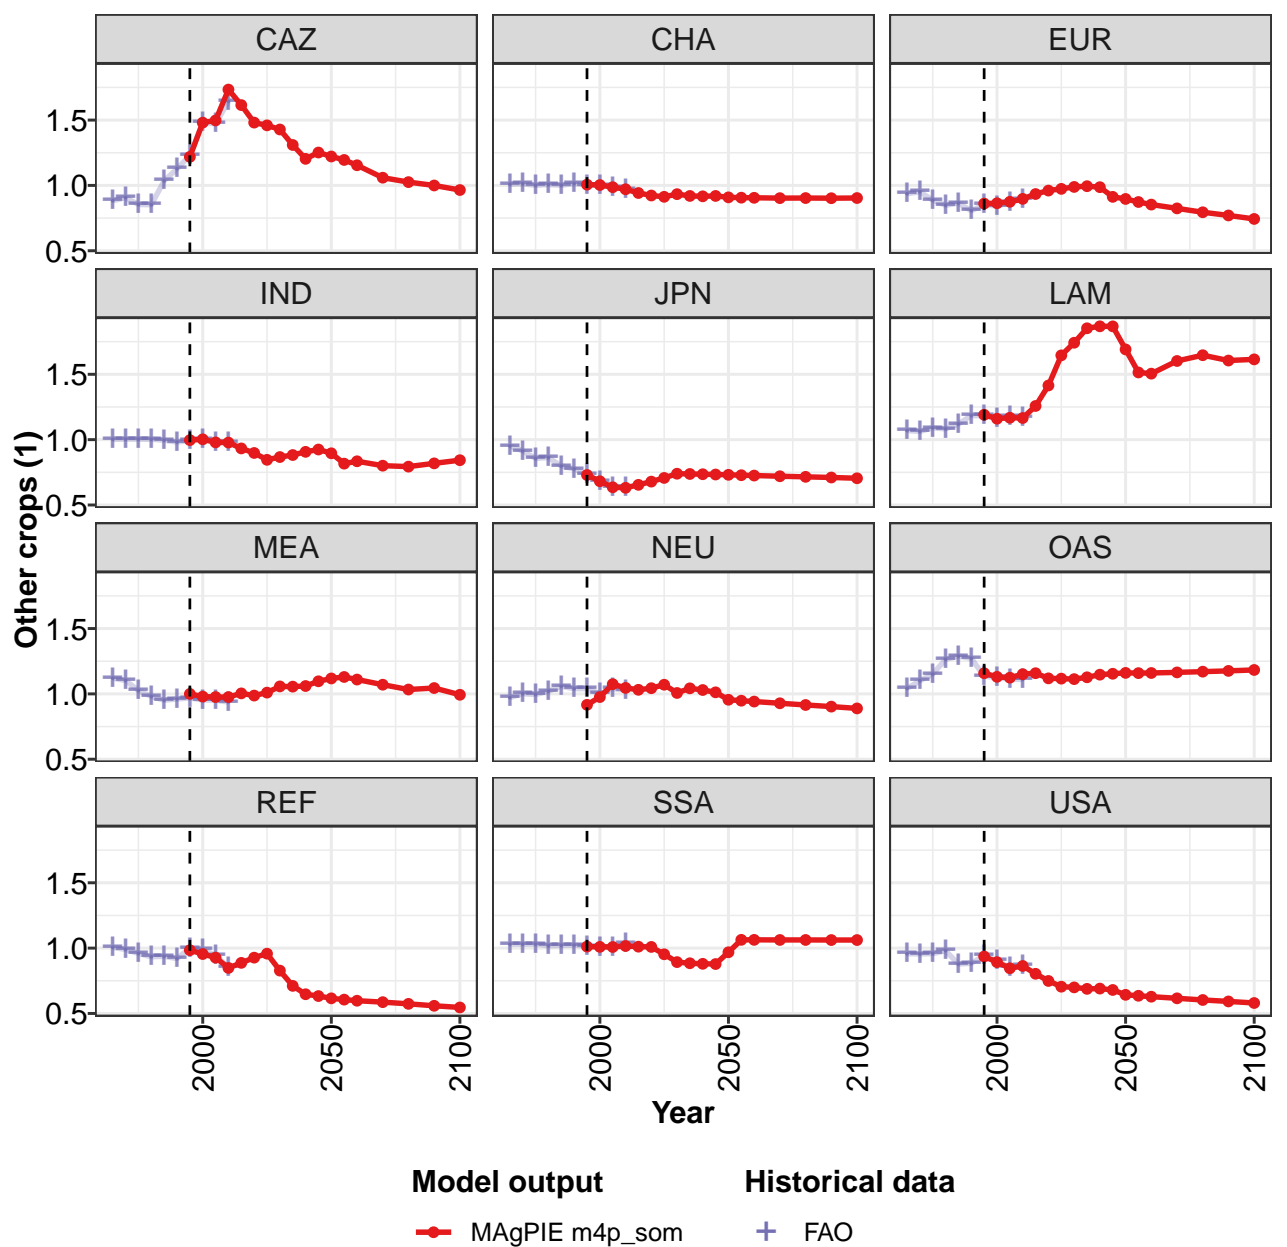 CAZ CHA EUR
1.5
1.0
0.5
IND JPN LAM
1.5
1.0
0.5
MEA NEU OAS
1.5
1.0
0.5
REF SSA USA
1.5
1.0
0.5
Other crops (1)
2000 2050 2100 2000 2050 2100 2000 2050 2100
Year
Model output Historical data
MAgPIE m4p_som FAO